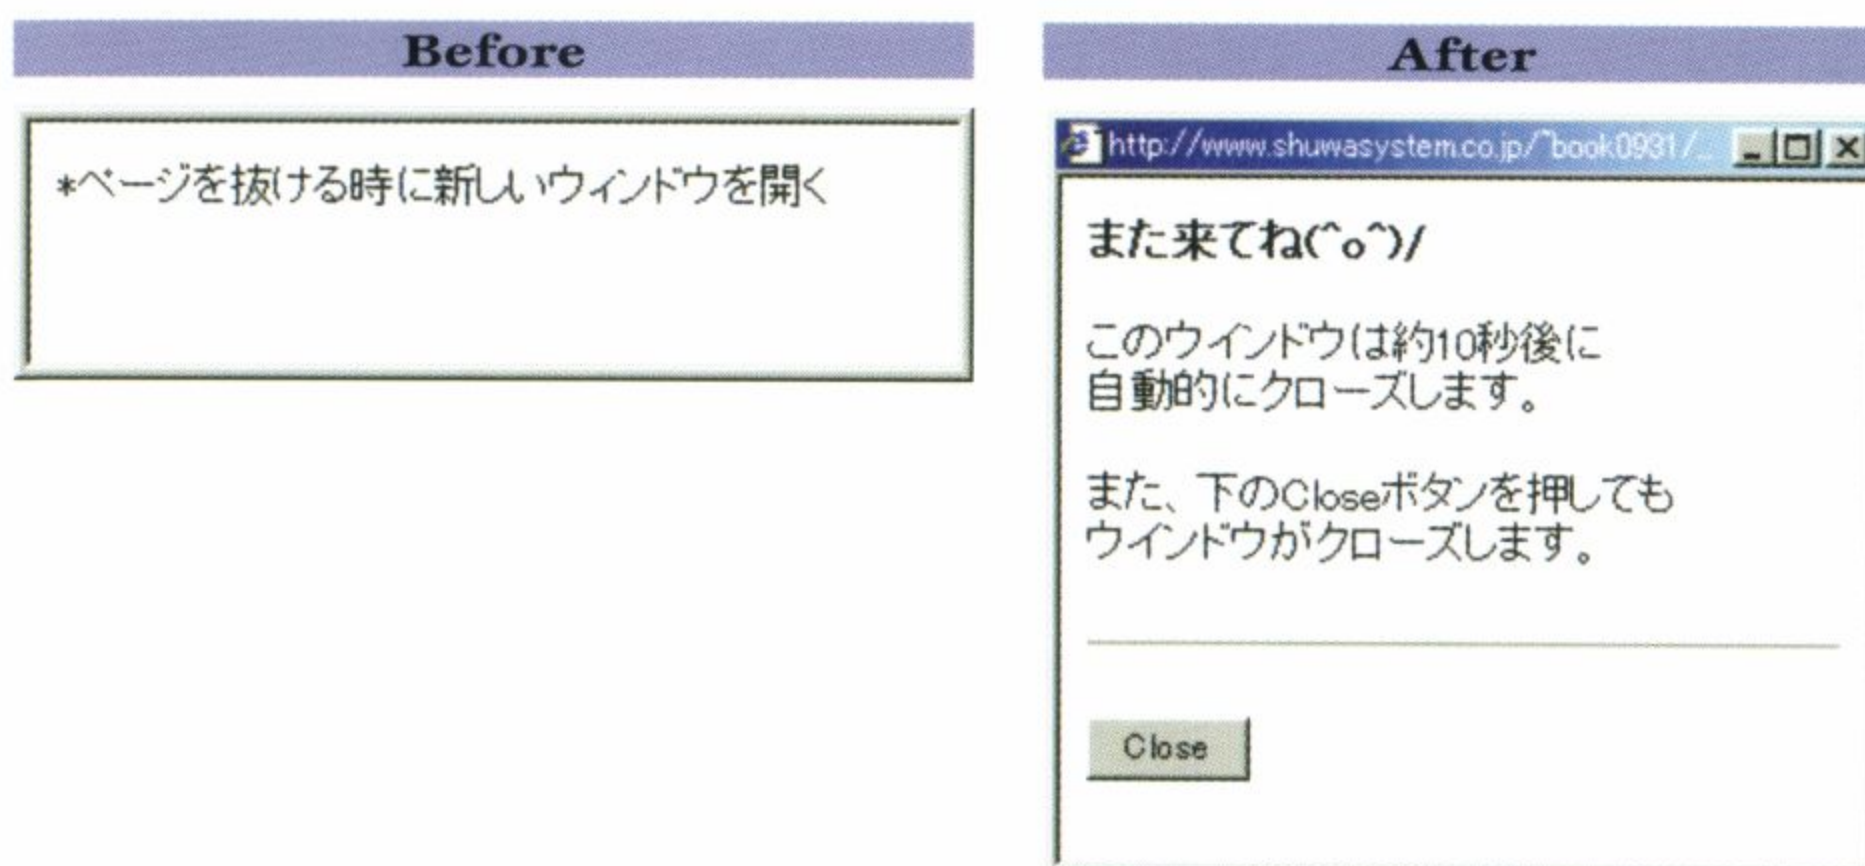 Before
*ページを抜ける時に新しいウィンドウを開く
After
http://www.shuwasystem.co.jp/~book0931/_
また来てね(^o^)/
このウインドウは約10秒後に
自動的にクローズします。
また、下のCloseボタンを押しても
ウインドウがクローズします。
Close